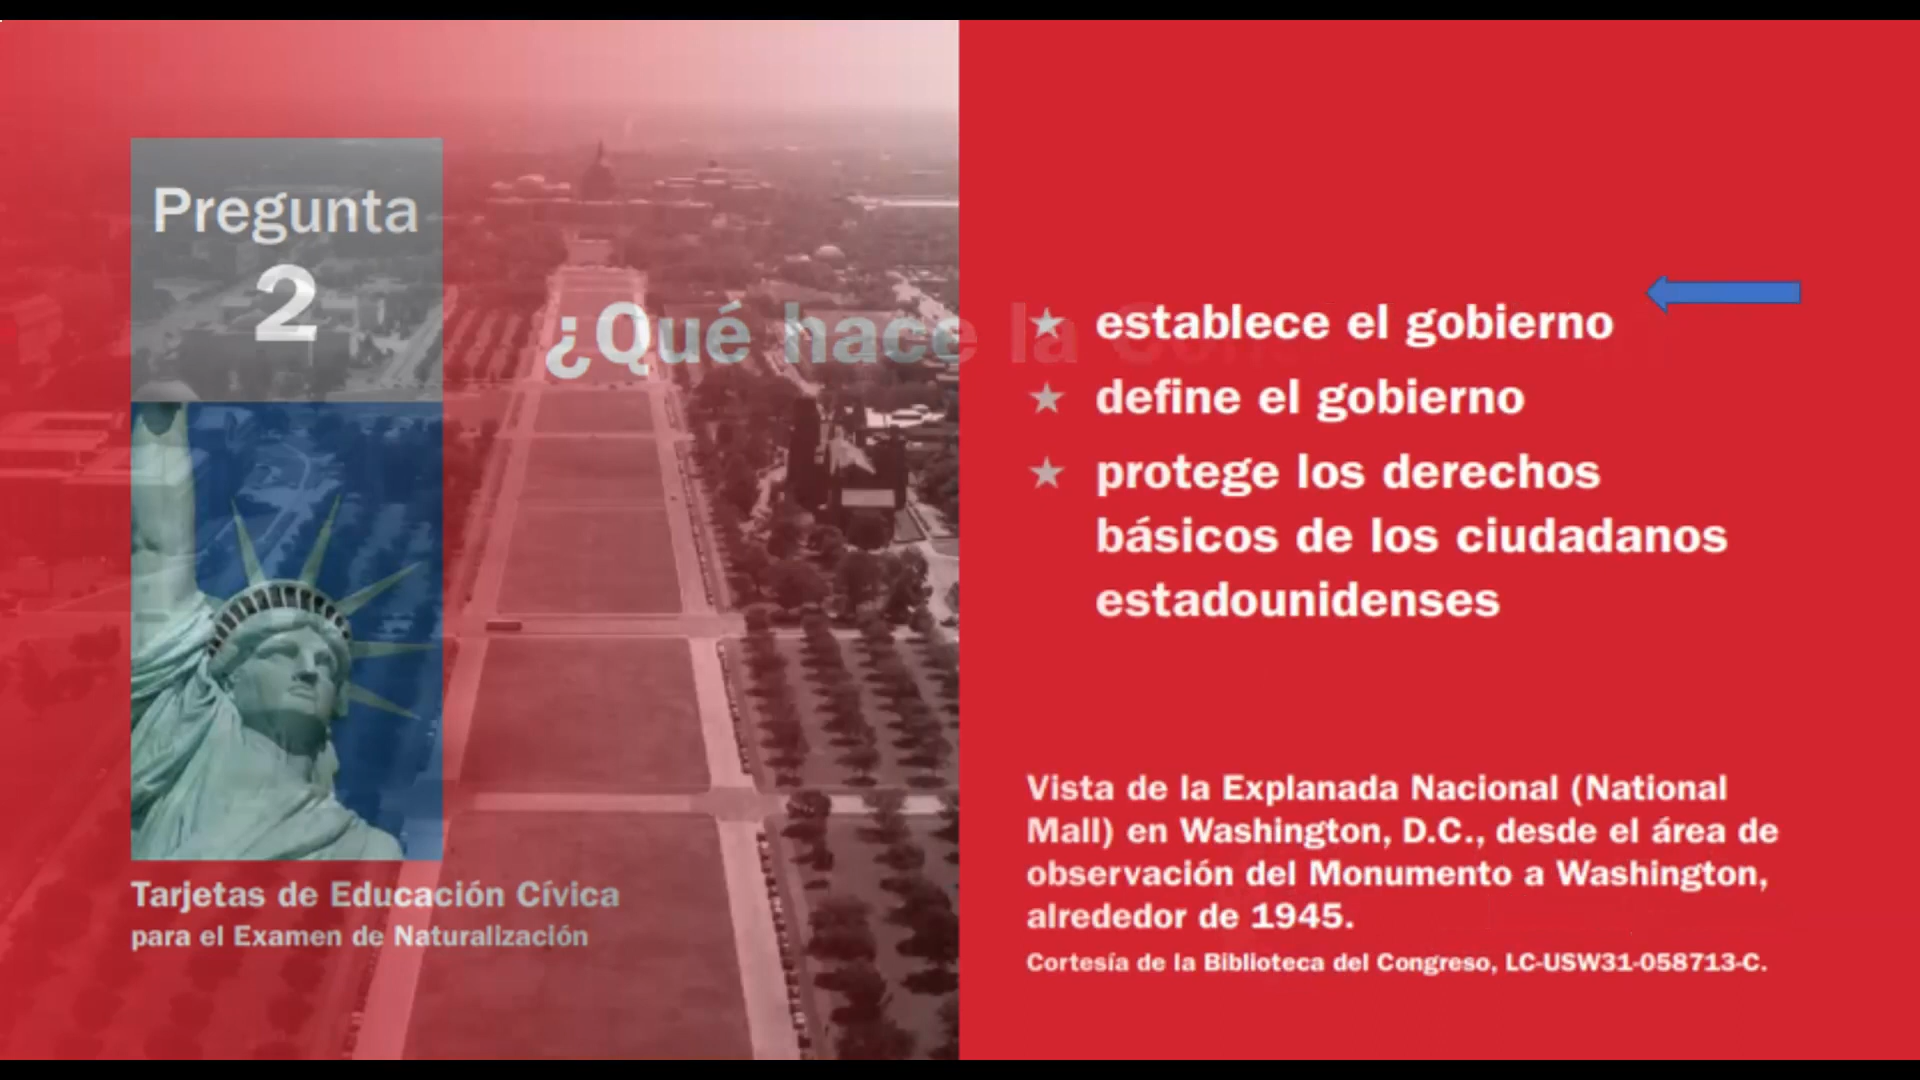 Pregunta
2
¿Qué hace la
★ establece el gobierno
★ define el gobierno
★ protege los derechos
básicos de los ciudadanos
estadounidenses
Vista de la Explanada Nacional (National
Mall) en Washington, D.C., desde el área de
observación del Monumento a Washington,
alrededor de 1945.
Cortesía de la Biblioteca del Congreso, LC-USW31-058713-C.
Tarjetas de Educación Cívica
para el Examen de Naturalización